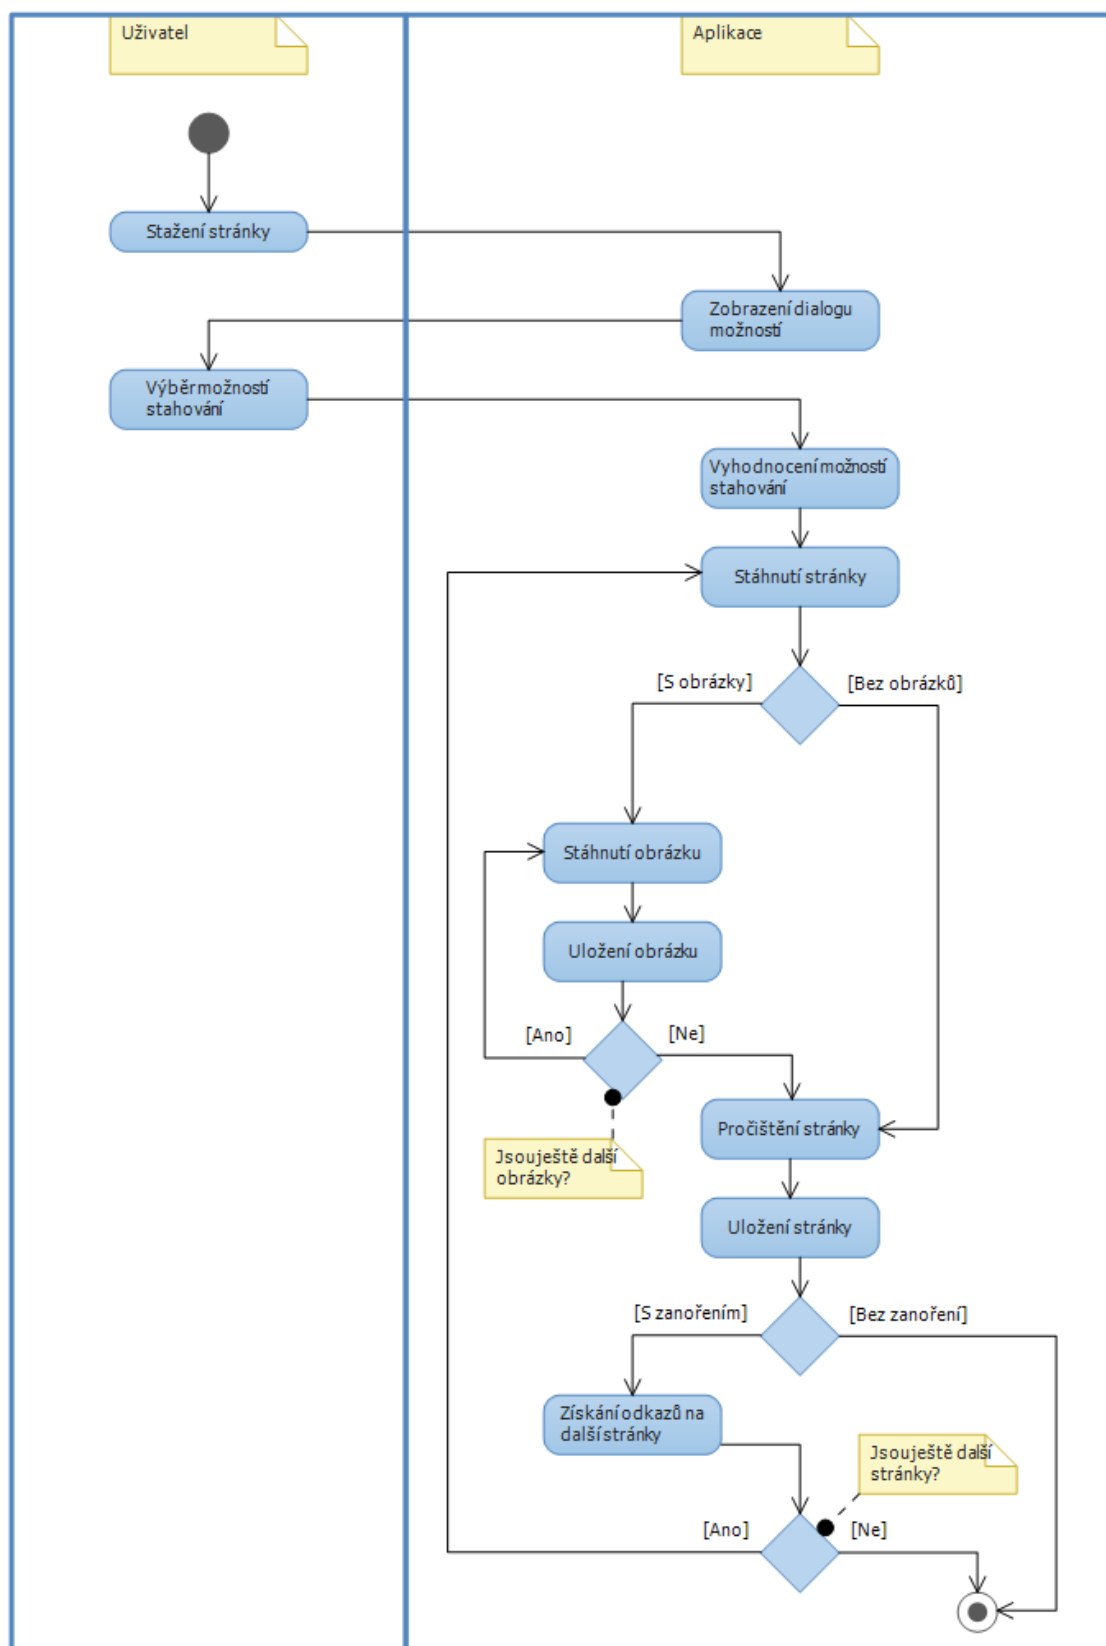 Uživatel
Aplikace
Stažení stránky
Zobrazení dialogu
možností
Výběr možností
stahování
Vyhodnocení možností
stahování
Stáhnutí stránky
[S obrázky]
[Bez obrázků]
Stáhnutí obrázku
Uložení obrázku
[Ano]
[Ne]
Pročištění stránky
Jsou ještě další
obrázky?
Uložení stránky
[S zanořením]
[Bez zanoření]
Získání odkazů na
další stránky
Jsou ještě další
stránky?
[Ano]
[Ne]